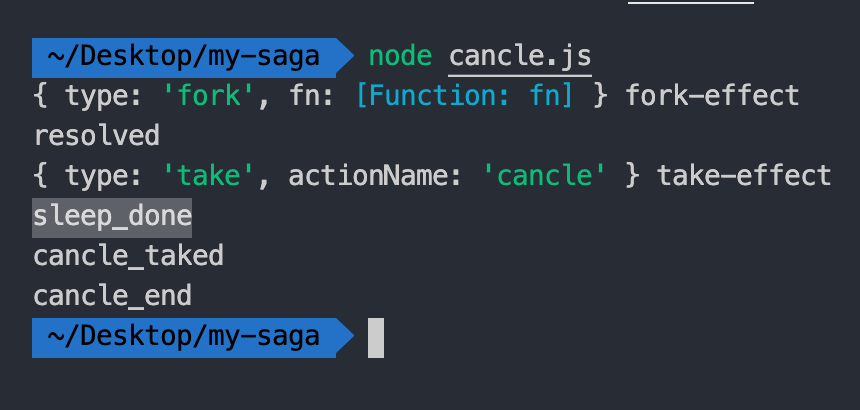 ~/Desktop/my-saga node cancle.js
{ type: 'fork', fn: [Function: fn] } fork-effect
resolved
{ type: 'take', actionName: 'cancle' } take-effect
sleep_done
cancle_taked
cancle_end
~/Desktop/my-saga